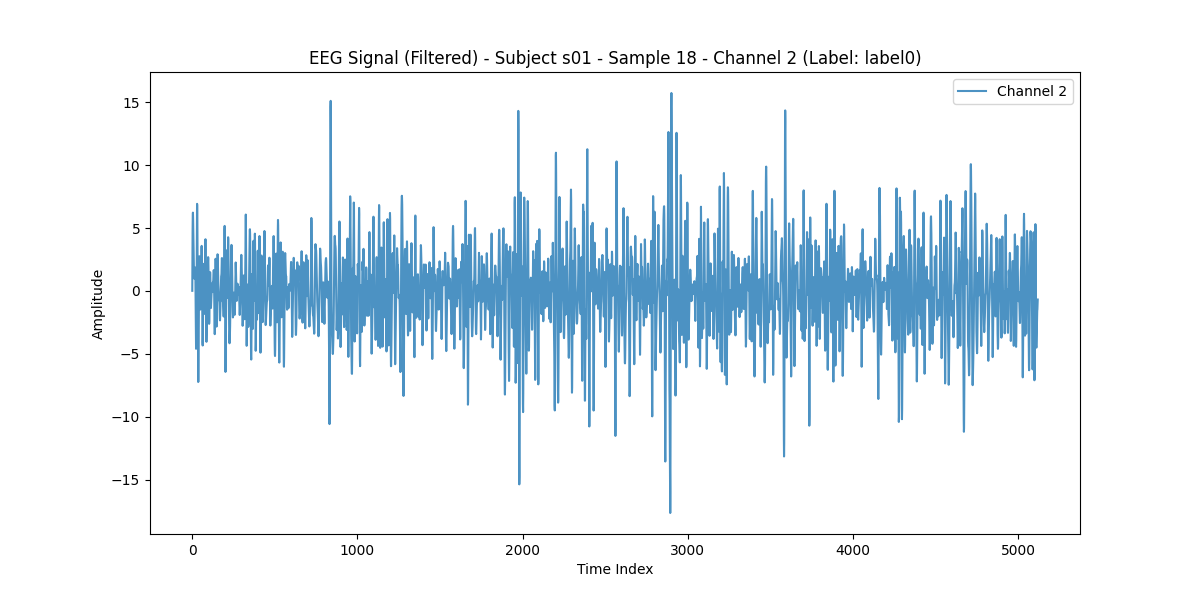 EEG Signal (Filtered) - Subject s01 - Sample 18 - Channel 2 (Label: label0)
Channel 2
15
10
5
0
−5
−10
−15
Amplitude
0 1000 2000 3000 4000 5000
Time Index